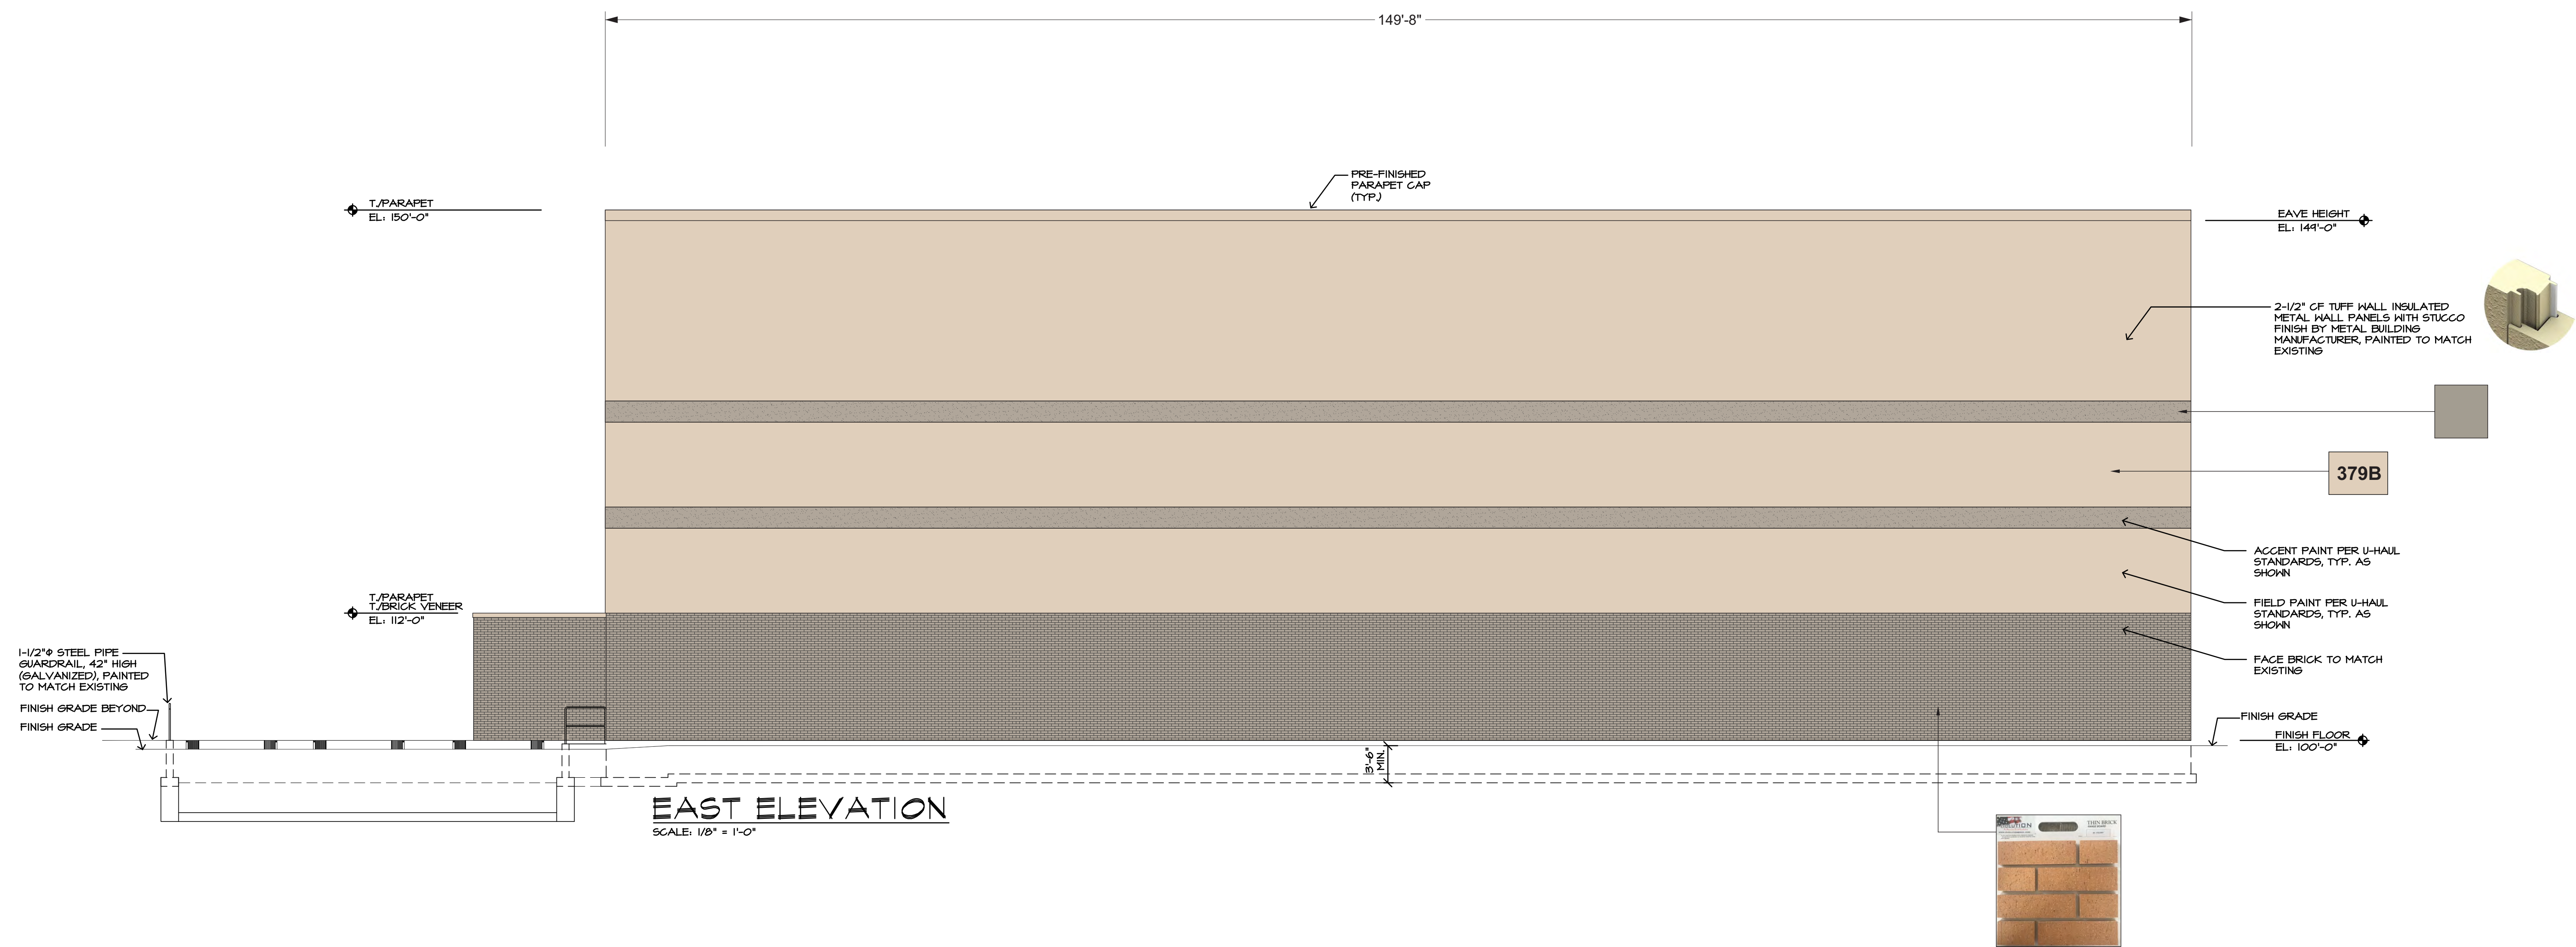 149'-8"
PRE-FINISHED
PARAPET CAP
(TYP.)
T./PARAPET
EL: 150'-0"
EAVE HEIGHT
EL: 149'-0"
2-1/2" CF TUFF WALL INSULATED
METAL WALL PANELS WITH STUCCO
FINISH BY METAL BUILDING
MANUFACTURER, PAINTED TO MATCH
EXISTING
379B
ACCENT PAINT PER U-HAUL
STANDARDS, TYP. AS
SHOWN
T./PARAPET
T./BRICK VENEER
EL: 112'-0"
FIELD PAINT PER U-HAUL
STANDARDS, TYP. AS
SHOWN
1-1/2"Φ STEEL PIPE
GUARDRAIL, 42" HIGH
(GALVANIZED), PAINTED
TO MATCH EXISTING
FACE BRICK TO MATCH
EXISTING
FINISH GRADE BEYOND
FINISH GRADE
FINISH GRADE
FINISH FLOOR
EL: 100'-0"
3'-6"
MIN.
EAST ELEVATION
SCALE: 1/8" = 1'-0"
THIN BRICK